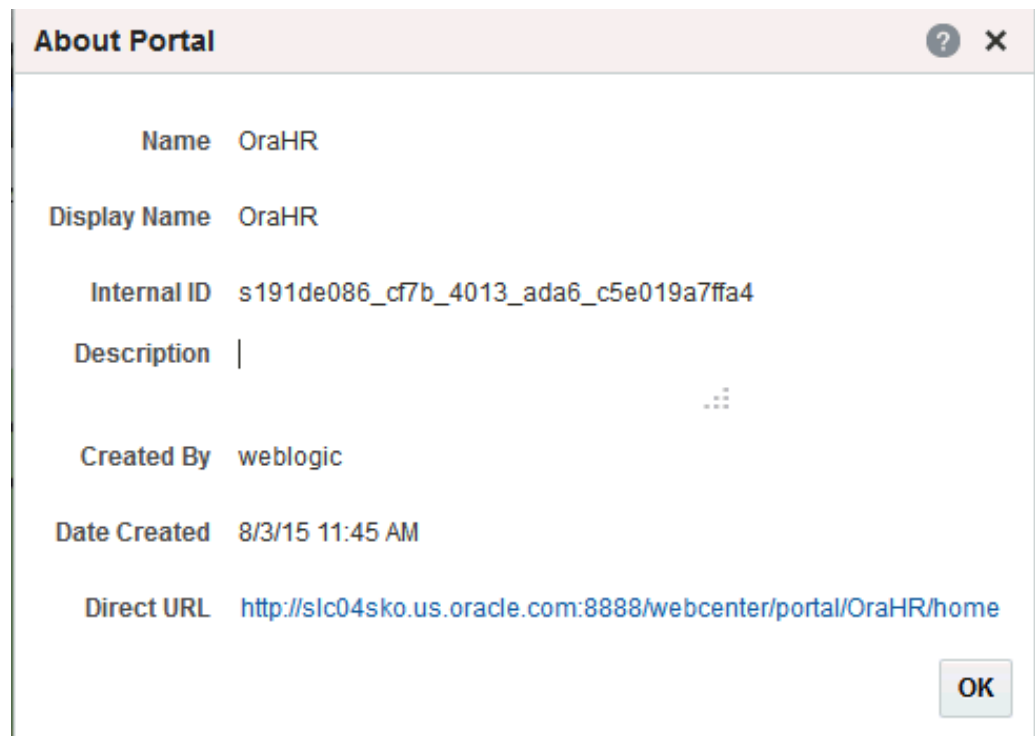 About Portal ?
Name OraHR
Display Name OraHR
Internal ID s191de086_cf7b_4013_ada6_c5e019a7ffa4
Description
Created By weblogic
Date Created 8/3/15 11:45 AM
Direct URL http://slc04sko.us.oracle.com:8888/webcenter/portal/OraHR/home
OK